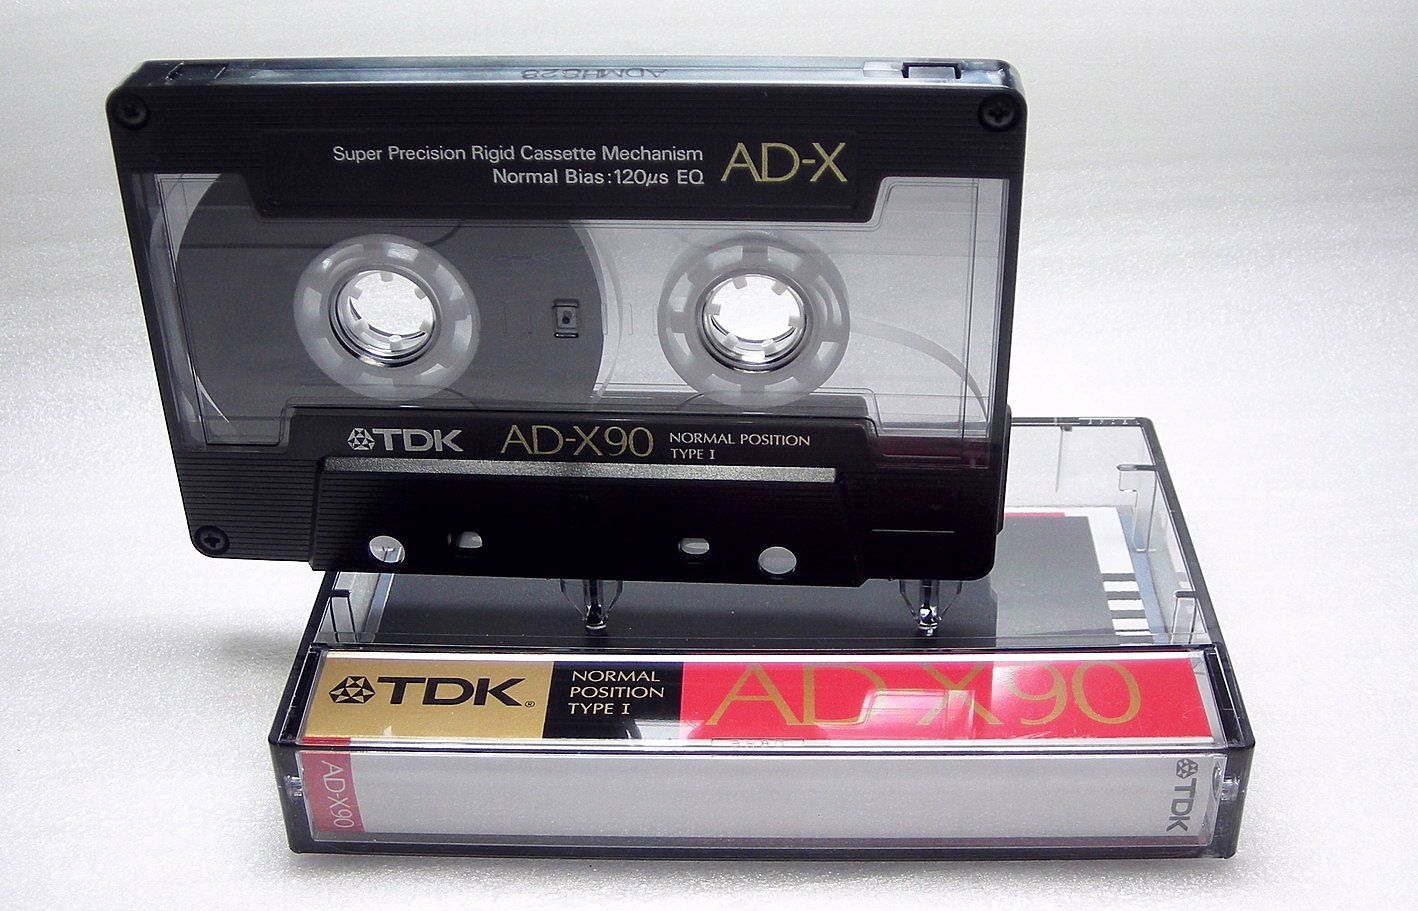 ADMH828
Super Precision Rigid Cassette Mechanism
Normal Bias:120µs EQ
AD-X
TDK AD-X90 NORMAL POSITION
TYPE I
TDK®
NORMAL
POSITION
TYPE I
AD-X90
AD-X90
TDK